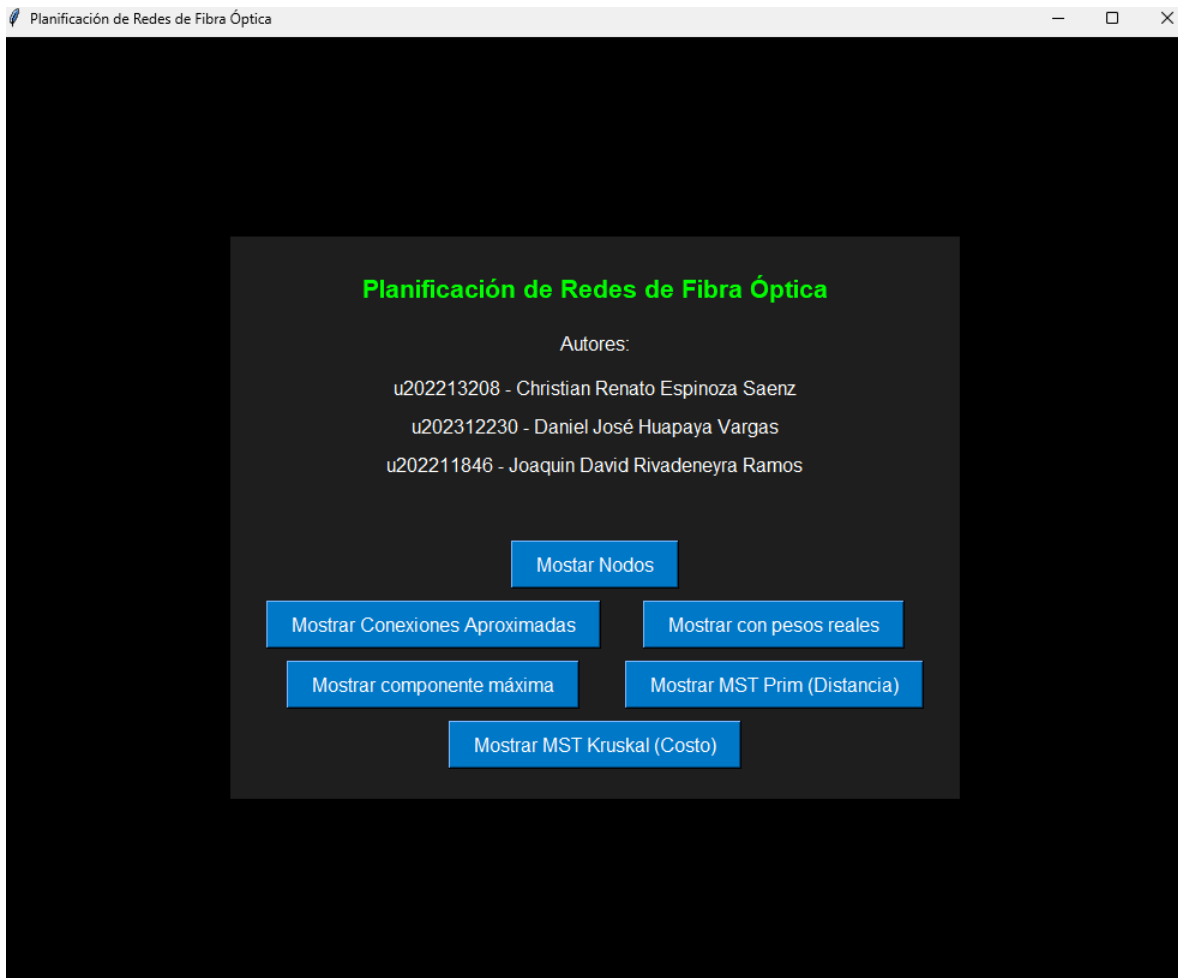 Planificación de Redes de Fibra Óptica
Planificación de Redes de Fibra Óptica
Autores:
u202213208 - Christian Renato Espinoza Saenz
u202312230 - Daniel José Huapaya Vargas
u202211846 - Joaquin David Rivadeneyra Ramos
Mostar Nodos
Mostrar Conexiones Aproximadas
Mostrar con pesos reales
Mostrar componente máxima
Mostrar MST Prim (Distancia)
Mostrar MST Kruskal (Costo)